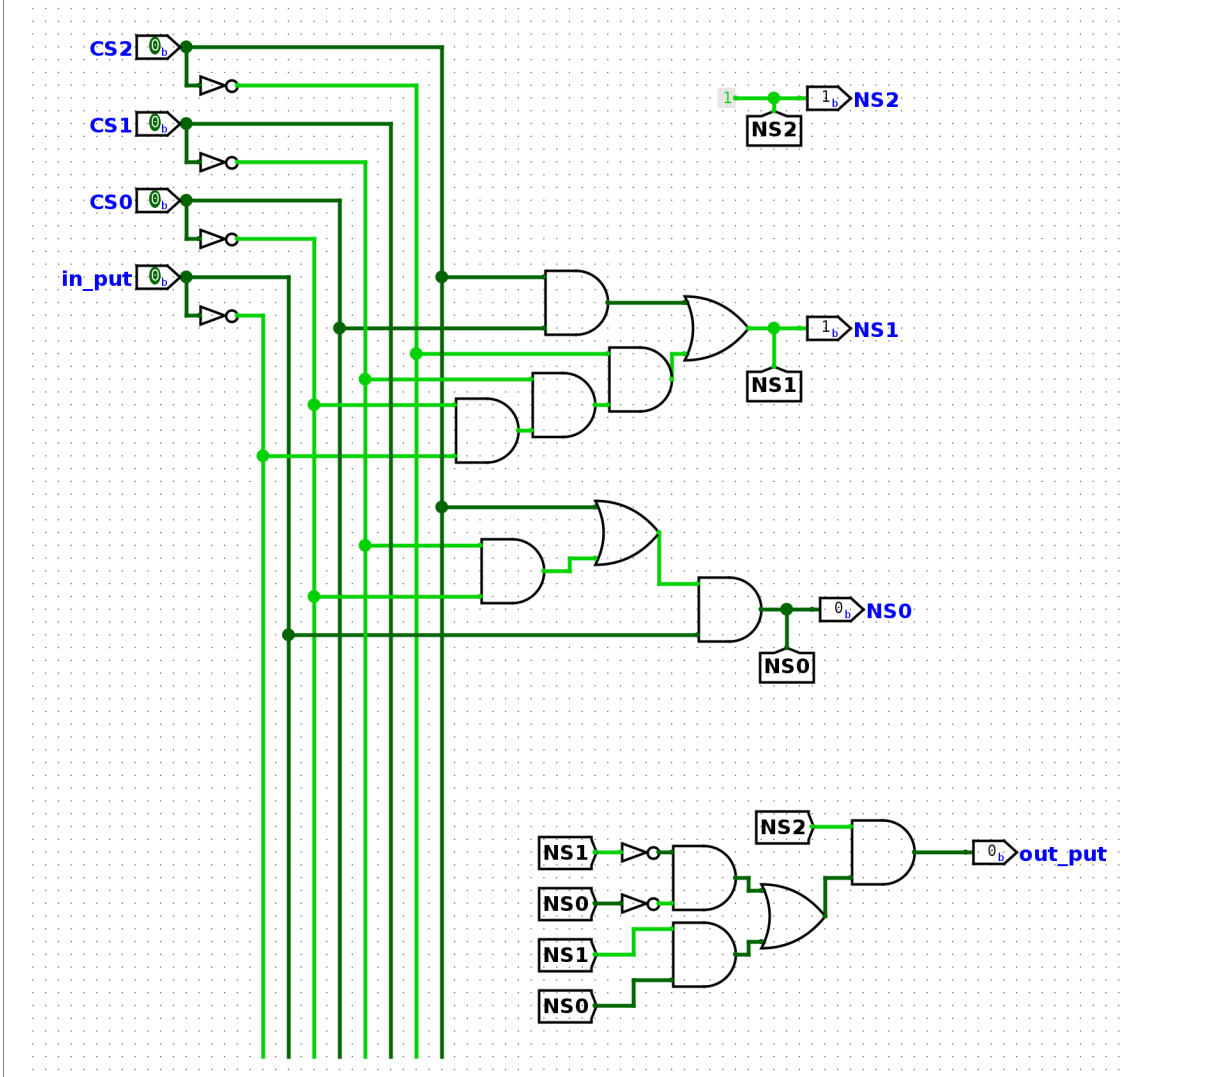 CS2 0b
1 1b NS2
NS2
CS1 0b
CS0 0b
in_put 0b
1b NS1
NS1
0b NS0
NS0
NS2
NS1
0b out_put
NS0
NS1
NS0